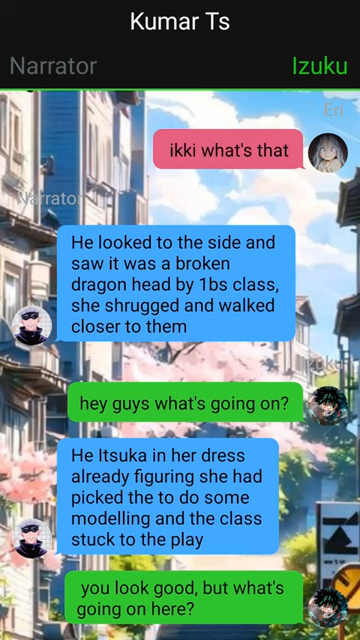 Kumar Ts
Narrator
Izuku
Eri
ikki what's that
Narrator
He looked to the side and
saw it was a broken
dragon head by 1bs class,
she shrugged and walked
closer to them
Izuku
hey guys what's going on?
He Itsuka in her dress
already figuring she had
picked the to do some
modelling and the class
stuck to the play
you look good, but what's
going on here?